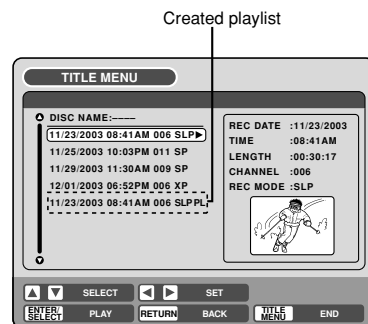 Created playlist
TITLE MENU
DISC NAME:----
11/23/2003 08:41AM 006 SLP▶
11/25/2003 10:03PM 011 SP
11/29/2003 11:30AM 009 SP
12/01/2003 06:52PM 006 XP
11/23/2003 08:41AM 006 SLP PL
REC DATE :11/23/2003
TIME :08:41AM
LENGTH :00:30:17
CHANNEL :006
REC MODE :SLP
SELECT SET
ENTER/SELECT PLAY RETURN BACK TITLE MENU END